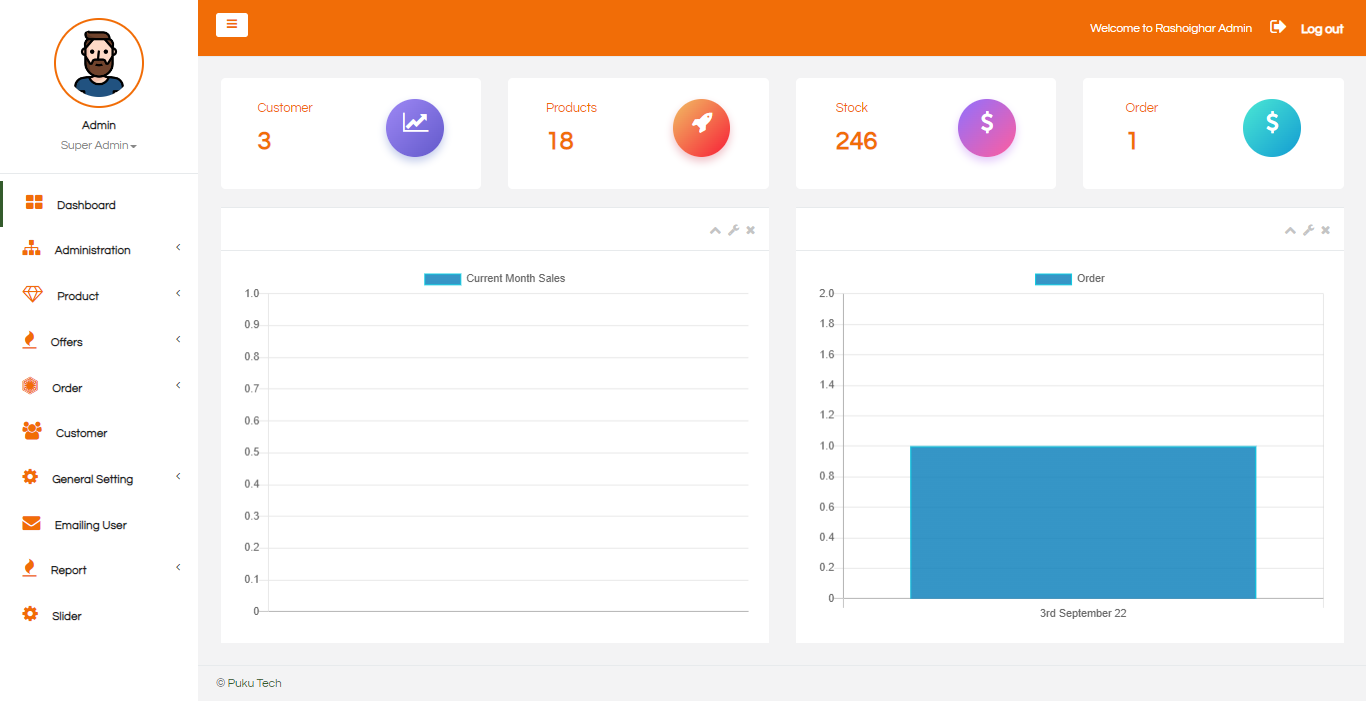 Welcome to Rashoighar Admin Log out
Admin
Super Admin
Dashboard
Administration
Product
Offers
Order
Customer
General Setting
Emailing User
Report
Slider
Customer
3
Products
18
Stock
246
Order
1
Current Month Sales
1.0
0.9
0.8
0.7
0.6
0.5
0.4
0.3
0.2
0.1
0
Order
2.0
1.8
1.6
1.4
1.2
1.0
0.8
0.6
0.4
0.2
0
3rd September 22
© Puku Tech